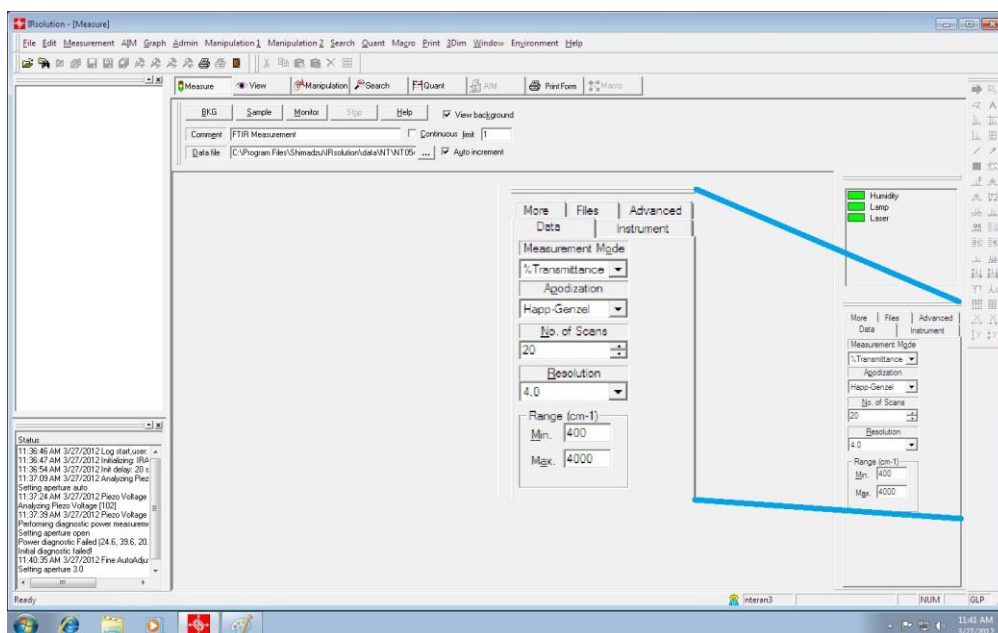 IRsolution - [Measure]
File Edit Measurement AIM Graph Admin Manipulation 1 Manipulation 2 Search Quant Macro Print 3Dim Window Environment Help
Measure View Manipulation Search Quant AIM Print Form Macro
BKG Sample Monitor Stop Help View background
Comment FTIR Measurement Continuous limit 1
Data file C:\Program Files\Shimadzu\IRsolution\data\NT\NT05 ... Auto increment
Humidity
Lamp
Laser
More Files Advanced
Data Instrument
Measurement Mode
%Transmittance
Apodization
Happ-Genzel
No. of Scans
20
Resolution
4.0
Range (cm-1)
Min. 400
Max. 4000
More Files Advanced
Data Instrument
Measurement Mode
%Transmittance
Apodization
Happ-Genzel
No. of Scans
20
Resolution
4.0
Range (cm-1)
Min. 400
Max. 4000
Status
11:36:46 AM 3/27/2012 Log start,user:
11:36:47 AM 3/27/2012 Initializing: IRA
11:36:54 AM 3/27/2012 Init delay: 20 s
11:37:09 AM 3/27/2012 Analyzing Piez
Setting aperture auto
11:37:24 AM 3/27/2012 Piezo Voltage
Analyzing Piezo Voltage [102]
11:37:39 AM 3/27/2012 Piezo Voltage
Performing diagnostic power measurem
Setting aperture open
Power diagnostic Failed [24.6, 39.6, 20.
Initial diagnostic failed!
11:40:35 AM 3/27/2012 Fine AutoAdju
Setting aperture 3.0
Ready nteran3 NUM GLP
11:41 AM
3/27/2012